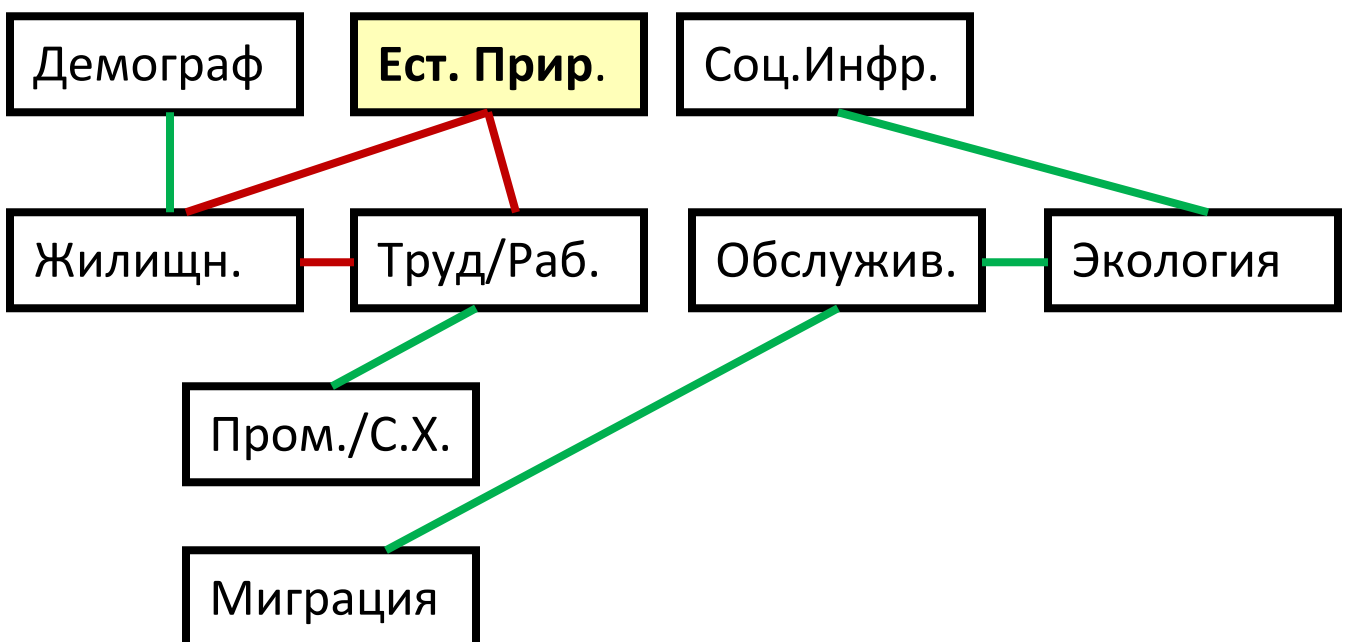 Демограф
Ест. Прир.
Соц.Инфр.
Жилищн.
Труд/Раб.
Обслужив.
Экология
Пром./С.Х.
Миграция